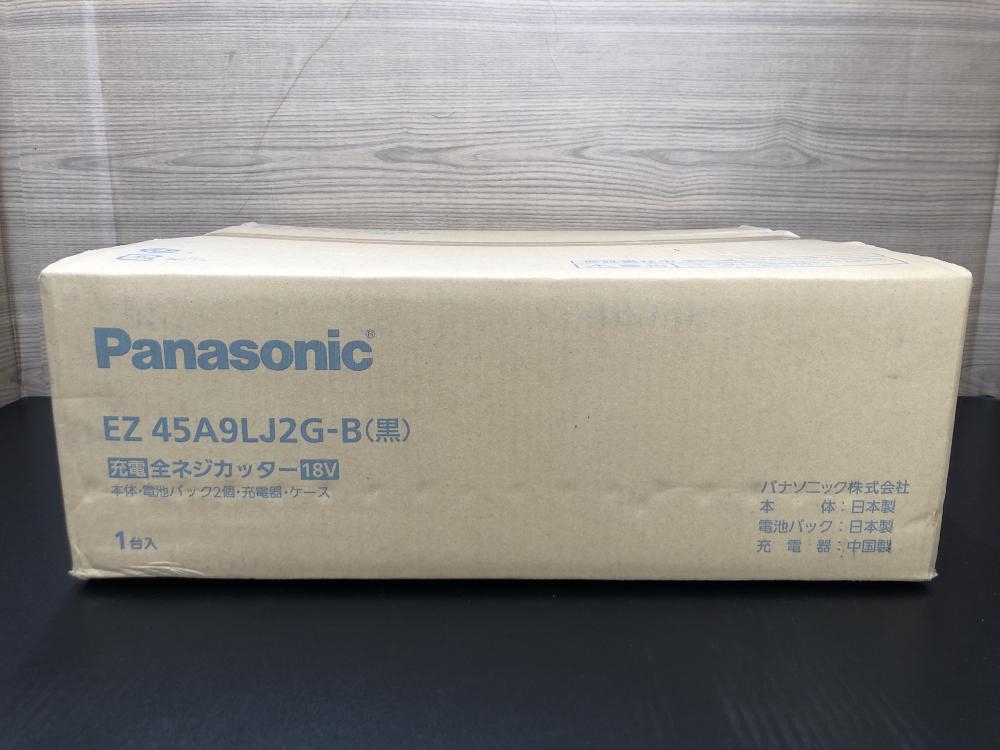 Panasonic®
EZ 45A9LJ2G-B(黒)
充電全ネジカッター18V
本体・電池パック2個・充電器・ケース
1台入
パナソニック株式会社
本 体:日本製
電池パック:日本製
充 電 器:中国製